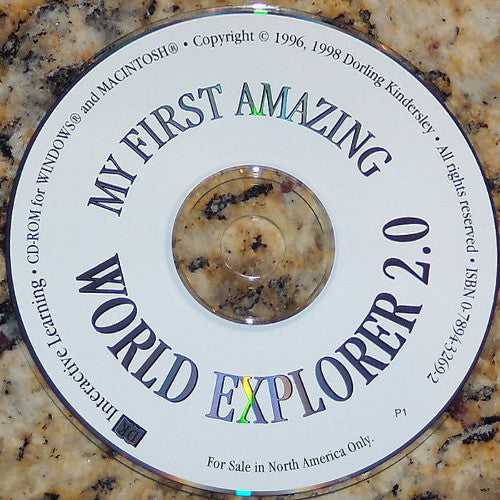 MY FIRST AMAZING
WORLD EXPLORER 2.0
DK Interactive Learning • CD-ROM for WINDOWS® and MACINTOSH® • Copyright © 1996, 1998 Dorling Kindersley • All rights reserved • ISBN 0-7894-3269-2
P1
For Sale in North America Only.